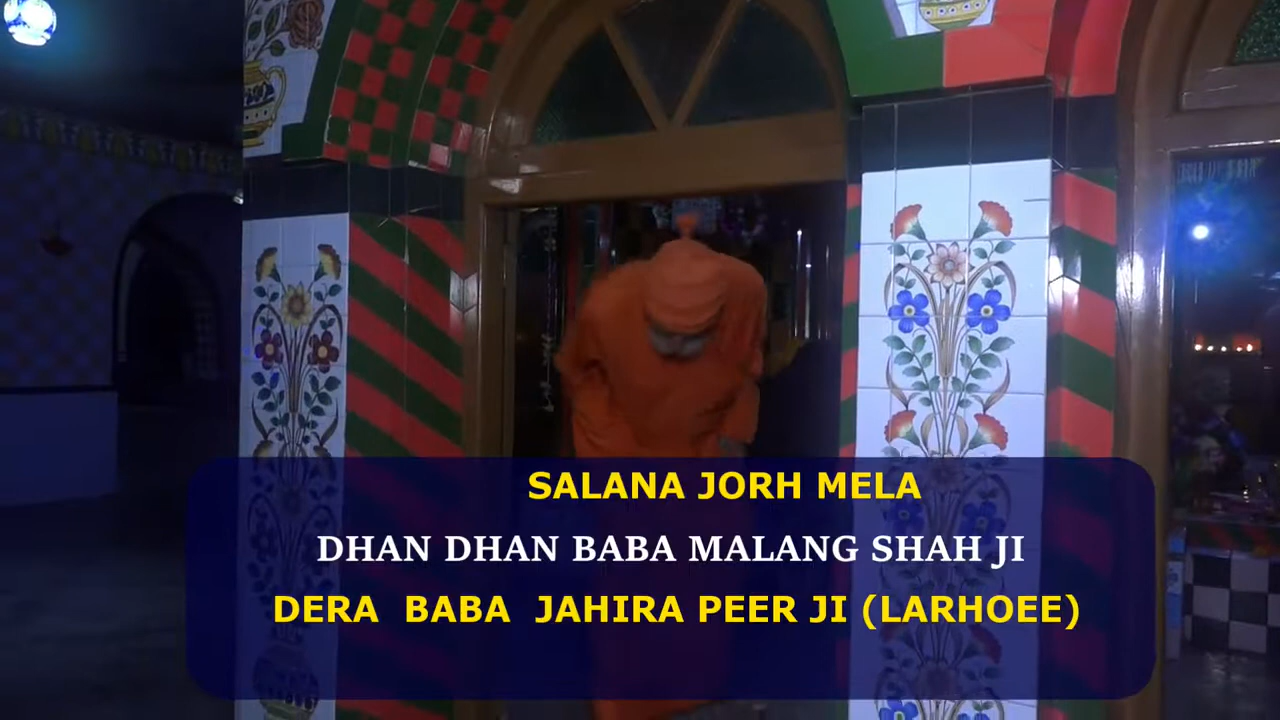 SALANA JORH MELA
DHAN DHAN BABA MALANG SHAH JI
DERA BABA JAHIRA PEER JI (LARHOEE)